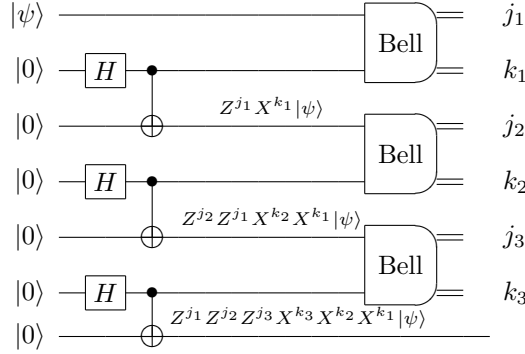 |ψ⟩ Bell j₁
|0⟩ H k₁
|0⟩ Z^{j₁} X^{k₁} |ψ⟩ Bell j₂
|0⟩ H k₂
|0⟩ Z^{j₂} Z^{j₁} X^{k₂} X^{k₁} |ψ⟩ Bell j₃
|0⟩ H k₃
Z^{j₁} Z^{j₂} Z^{j₃} X^{k₃} X^{k₂} X^{k₁} |ψ⟩
|0⟩